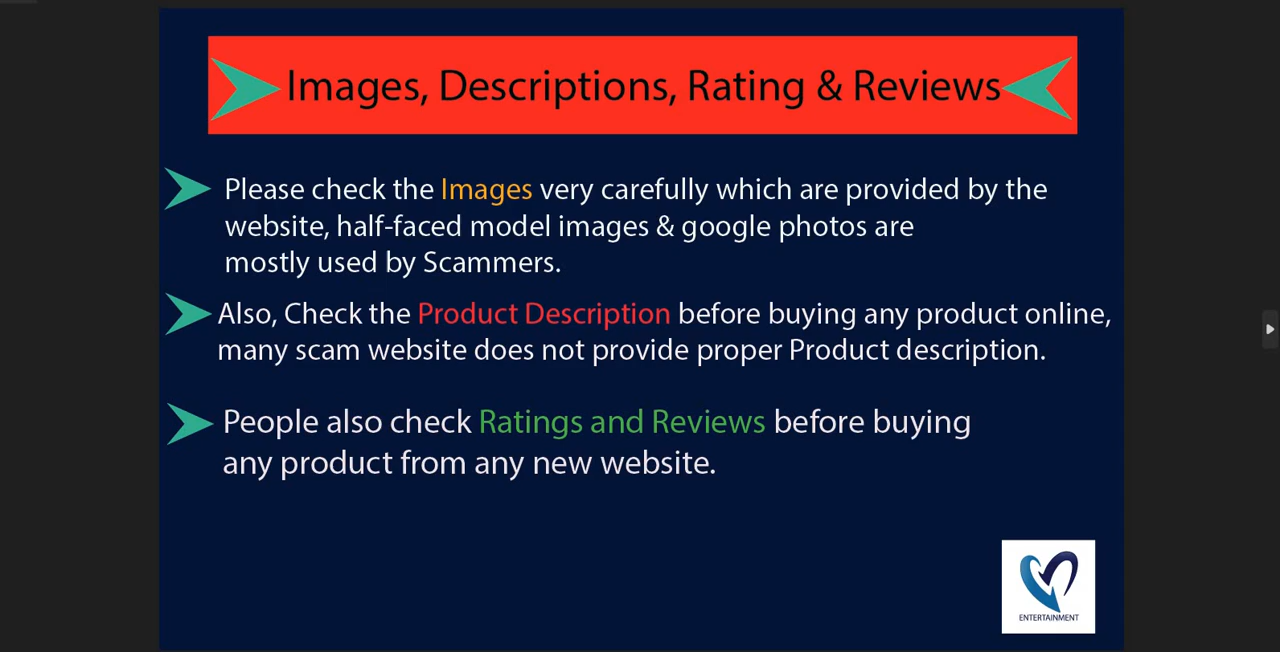 Images, Descriptions, Rating & Reviews
Please check the Images very carefully which are provided by the
website, half-faced model images & google photos are
mostly used by Scammers.
Also, Check the Product Description before buying any product online,
many scam website does not provide proper Product description.
People also check Ratings and Reviews before buying
any product from any new website.
ENTERTAINMENT